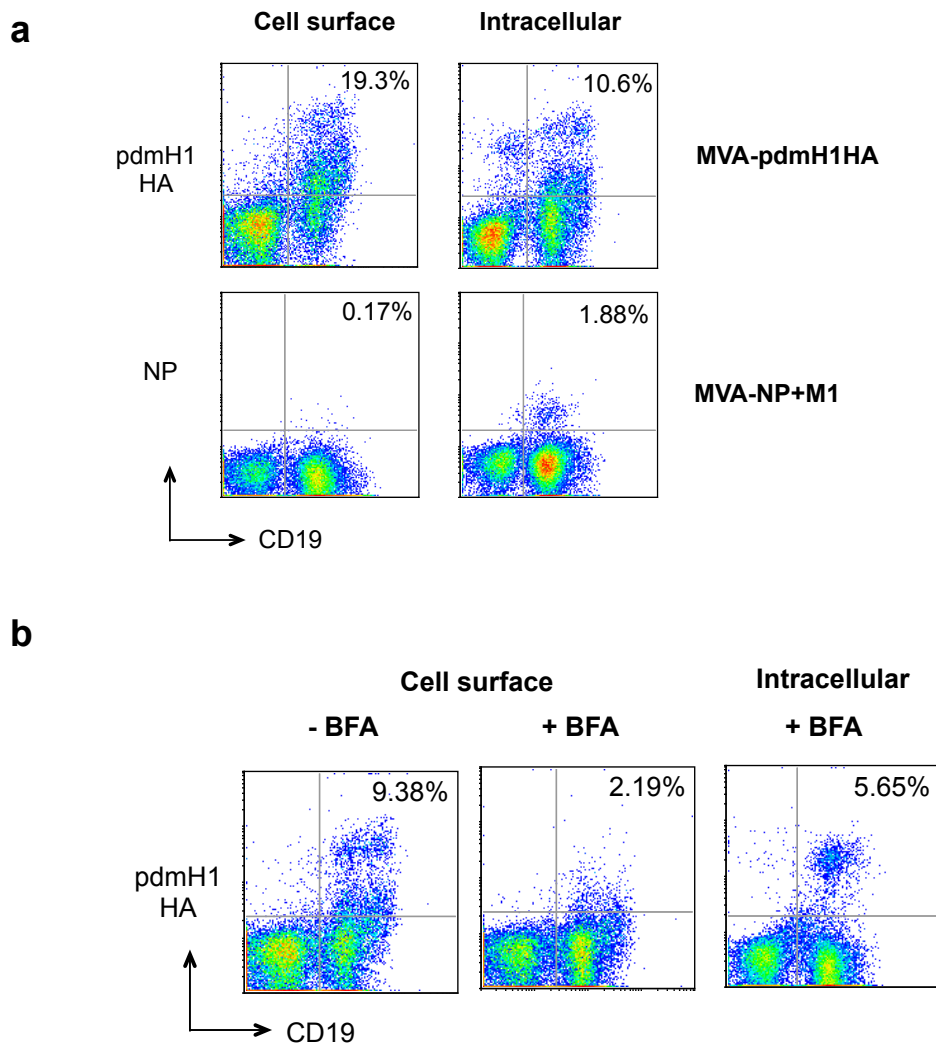 a
Cell surface
Intracellular
19.3%
10.6%
pdmH1
HA
MVA-pdmH1HA
0.17%
1.88%
NP
MVA-NP+M1
CD19
b
Cell surface
Intracellular
- BFA
+ BFA
+ BFA
9.38%
2.19%
5.65%
pdmH1
HA
CD19